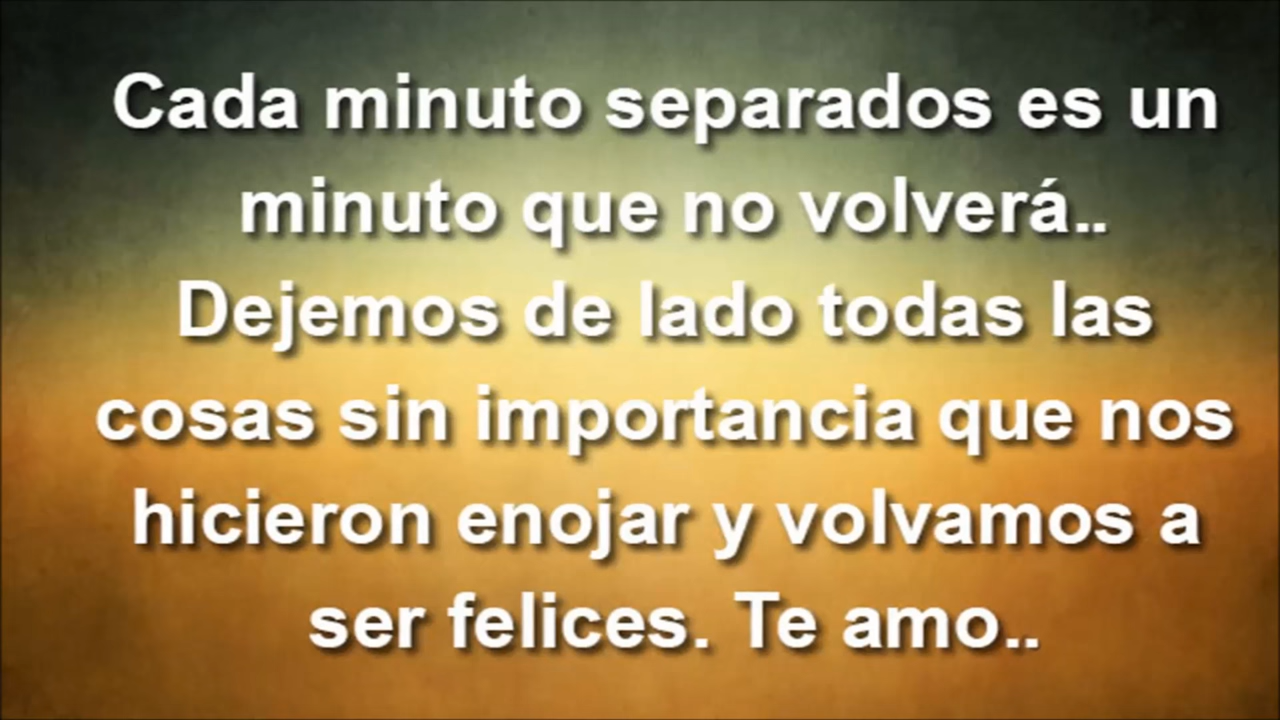 Cada minuto separados es un
minuto que no volverá..
Dejemos de lado todas las
cosas sin importancia que nos
hicieron enojar y volvamos a
ser felices. Te amo..